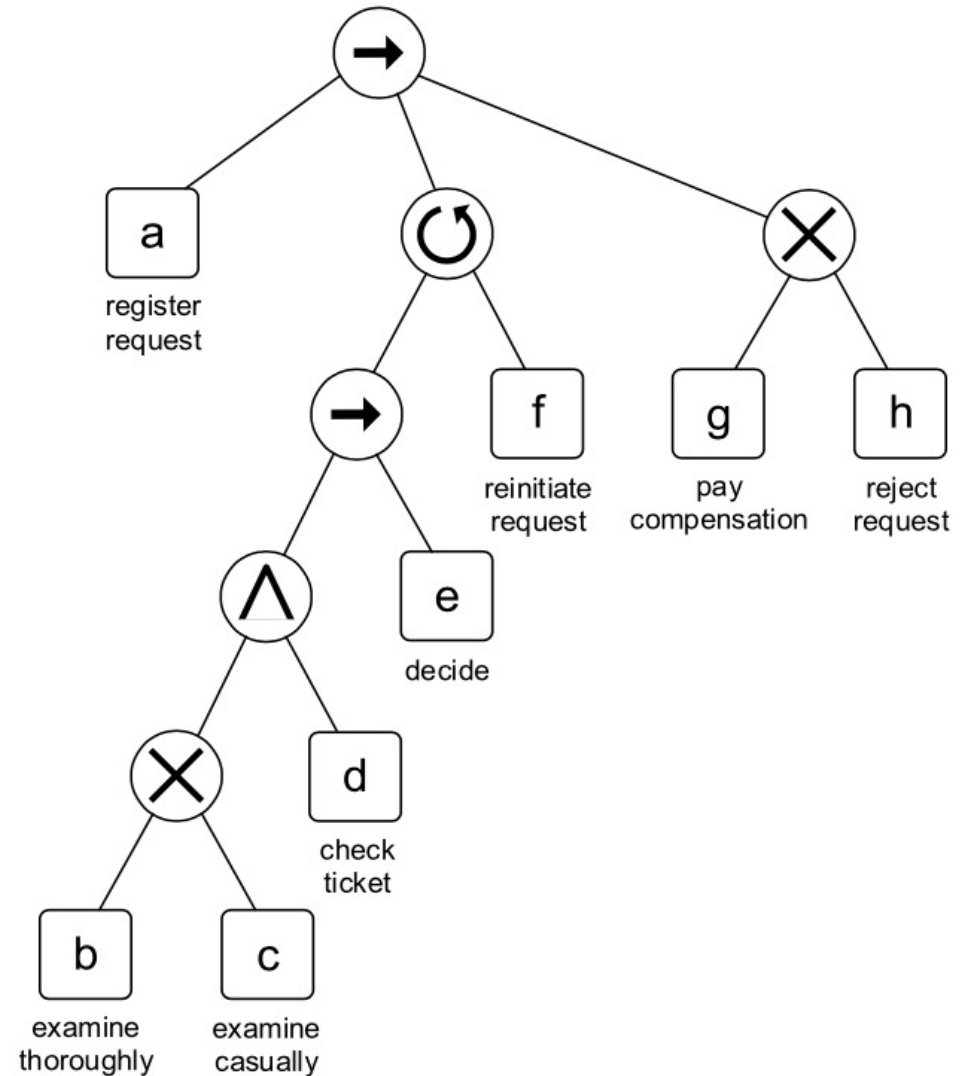 a
register
request
f
reinitiate
request
g
pay
compensation
h
reject
request
e
decide
d
check
ticket
b
examine
thoroughly
c
examine
casually